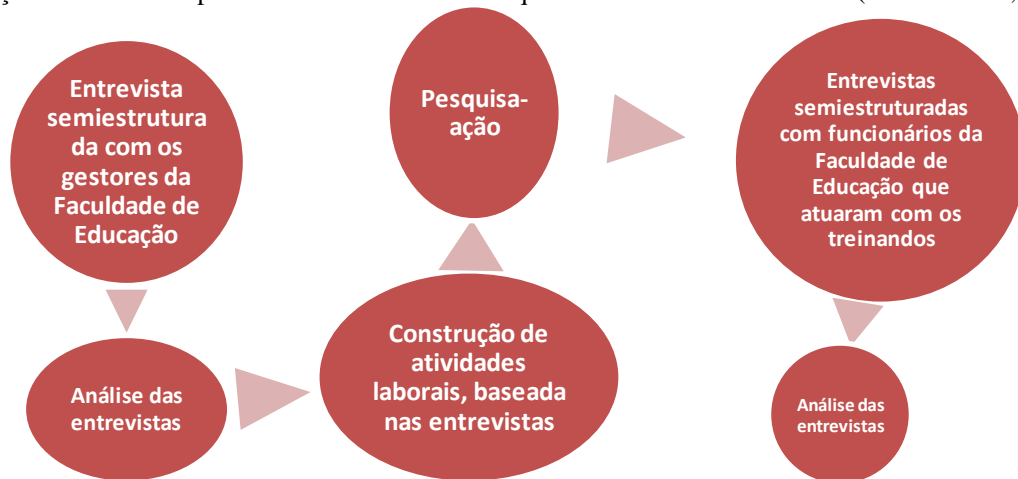 Entrevista
semiestrutura
da com os
gestores da
Faculdade de
Educação
Análise das
entrevistas
Construção de
atividades
laborais, baseada
nas entrevistas
Pesquisa-
ação
Entrevistas
semiestruturadas
com funcionários da
Faculdade de
Educação que
atuaram com os
treinandos
Análise das
entrevistas